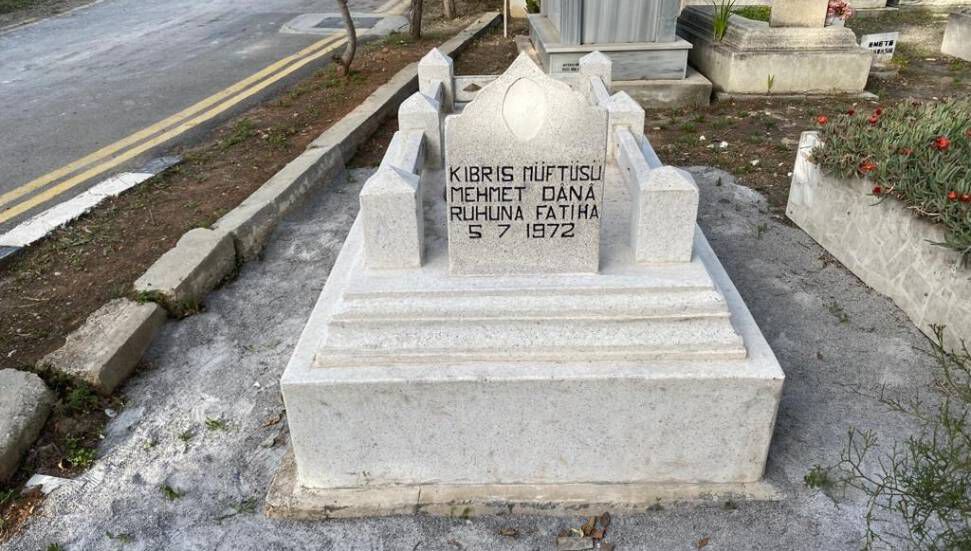 KIBRIS MÜFTÜSÜ
MEHMET DÂNÂ
RUHUNA FATİHA
5 7 1972